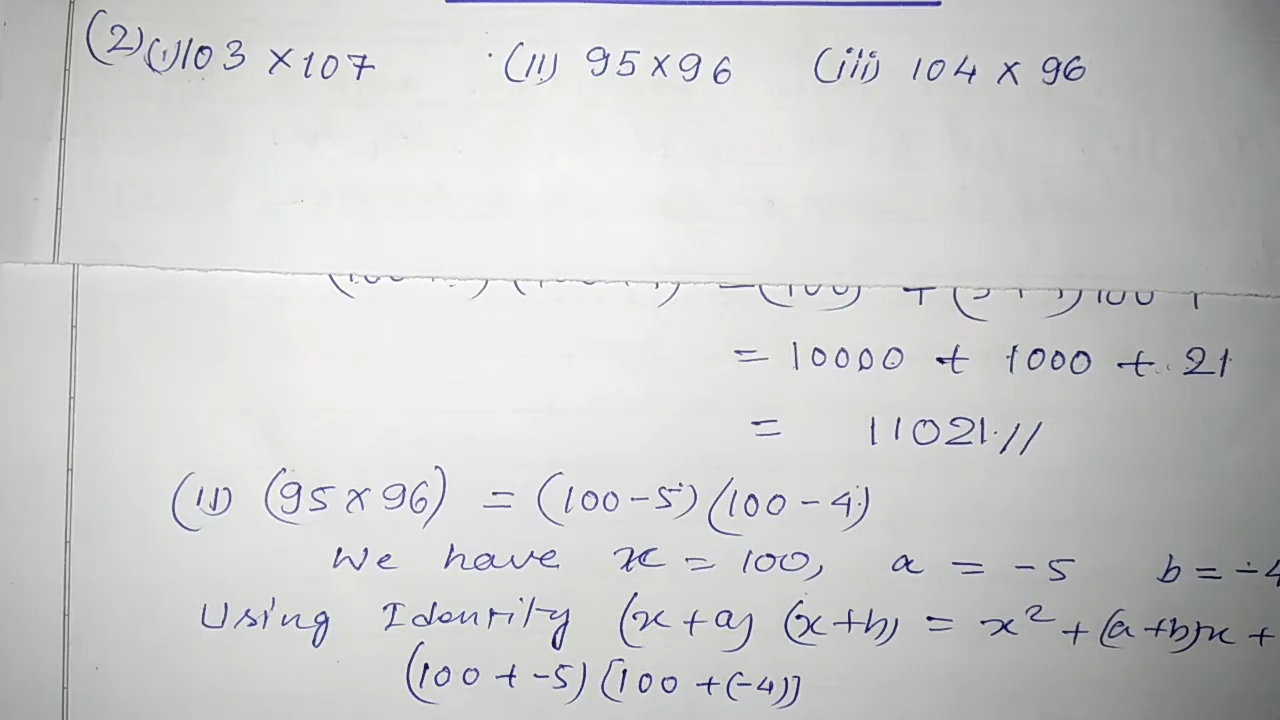 (2)(i) 103 × 107 (ii) 95 × 96 (iii) 104 × 96
= 10000 + 1000 + 21
= 11021.//
(ii) (95 × 96) = (100 - 5) (100 - 4)
We have x = 100, a = -5 b = -4
Using Identity (x + a) (x + b) = x² + (a + b)x +
(100 + -5) [100 + (-4)]